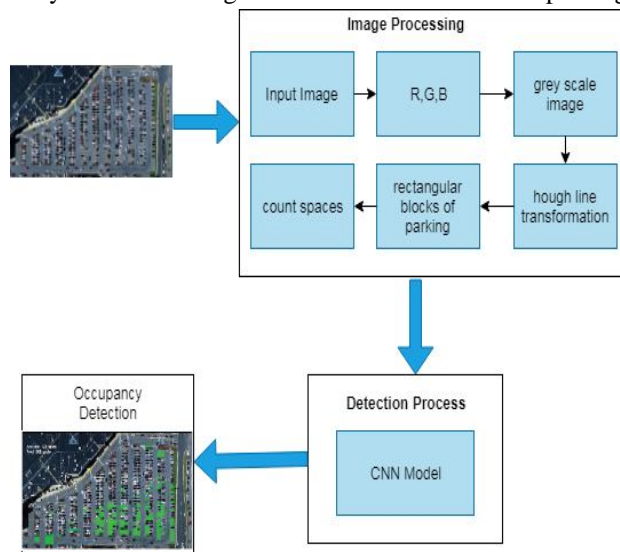 Image Processing
Input Image
R,G,B
grey scale
image
hough line
transformation
rectangular
blocks of
parking
count spaces
Detection Process
CNN Model
Occupancy
Detection